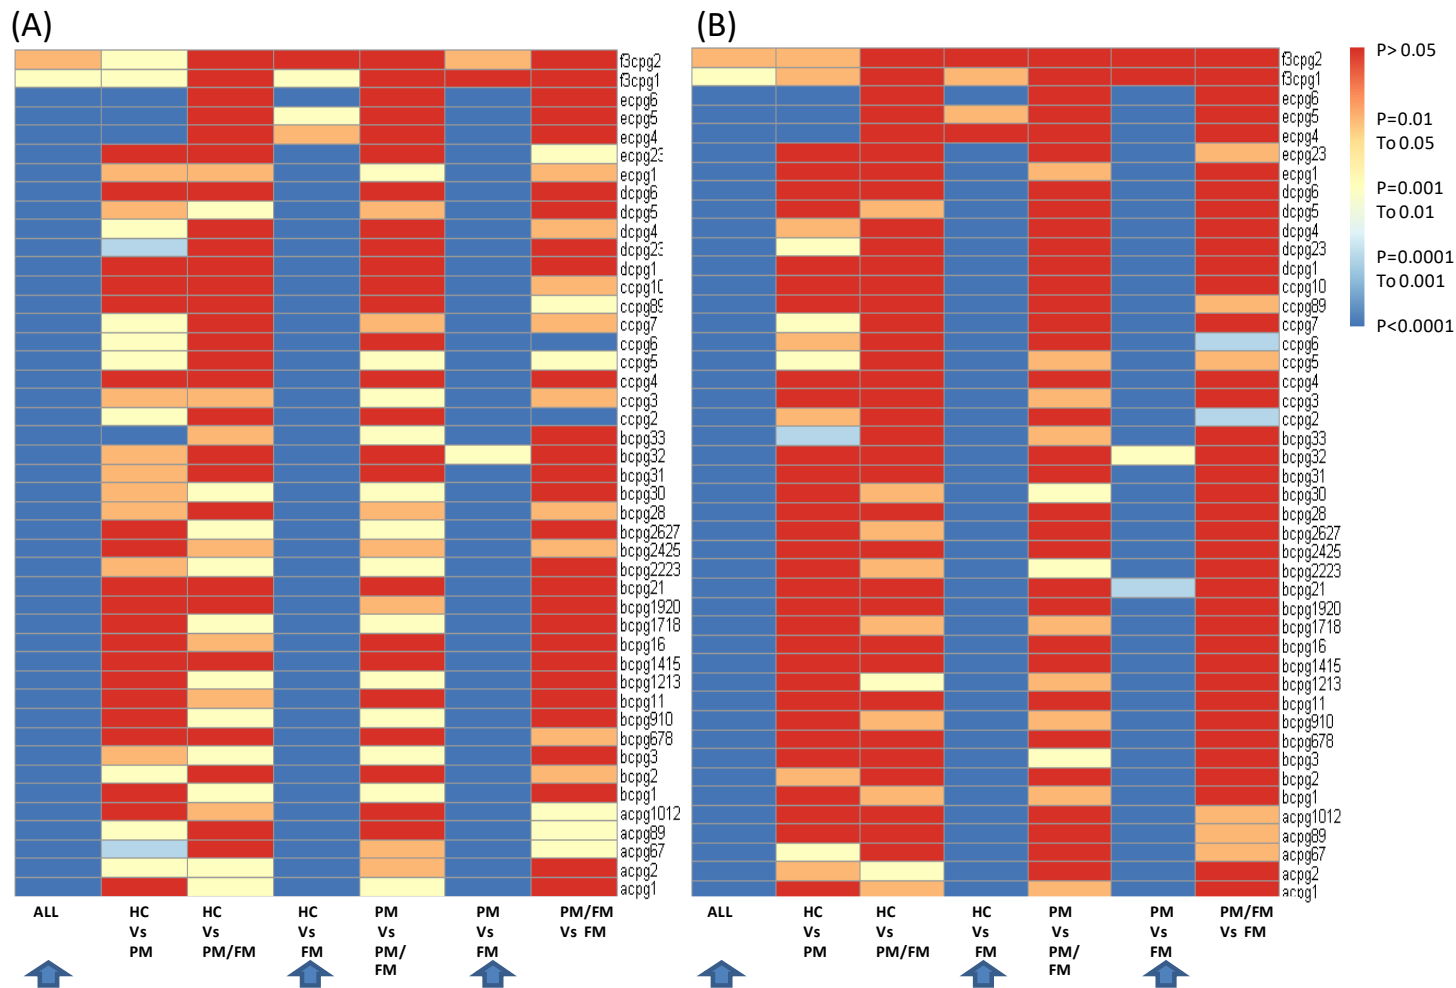 (A)
f3cpg2
f3cpg1
ecpg6
ecpg5
ecpg4
ecpg23
ecpg1
dcpg6
dcpg5
dcpg4
dcpg23
dcpg1
ccpg10
ccpg89
ccpg7
ccpg6
ccpg5
ccpg4
ccpg3
ccpg2
bcpg33
bcpg32
bcpg31
bcpg30
bcpg28
bcpg2627
bcpg2425
bcpg2223
bcpg21
bcpg1920
bcpg1718
bcpg16
bcpg1415
bcpg1213
bcpg11
bcpg910
bcpg678
bcpg3
bcpg2
bcpg1
acpg1012
acpg89
acpg67
acpg2
acpg1
ALL
HC
Vs
PM
HC
Vs
PM/FM
HC
Vs
FM
PM
Vs
PM/
FM
PM
Vs
FM
PM/FM
Vs FM
(B)
f3cpg2
f3cpg1
ecpg6
ecpg5
ecpg4
ecpg23
ecpg1
dcpg6
dcpg5
dcpg4
dcpg23
dcpg1
ccpg10
ccpg89
ccpg7
ccpg6
ccpg5
ccpg4
ccpg3
ccpg2
bcpg33
bcpg32
bcpg31
bcpg30
bcpg28
bcpg2627
bcpg2425
bcpg2223
bcpg21
bcpg1920
bcpg1718
bcpg16
bcpg1415
bcpg1213
bcpg11
bcpg910
bcpg678
bcpg3
bcpg2
bcpg1
acpg1012
acpg89
acpg67
acpg2
acpg1
ALL
HC
Vs
PM
HC
Vs
PM/FM
HC
Vs
FM
PM
Vs
PM/
FM
PM
Vs
FM
PM/FM
Vs FM
P> 0.05
P=0.01
To 0.05
P=0.001
To 0.01
P=0.0001
To 0.001
P<0.0001